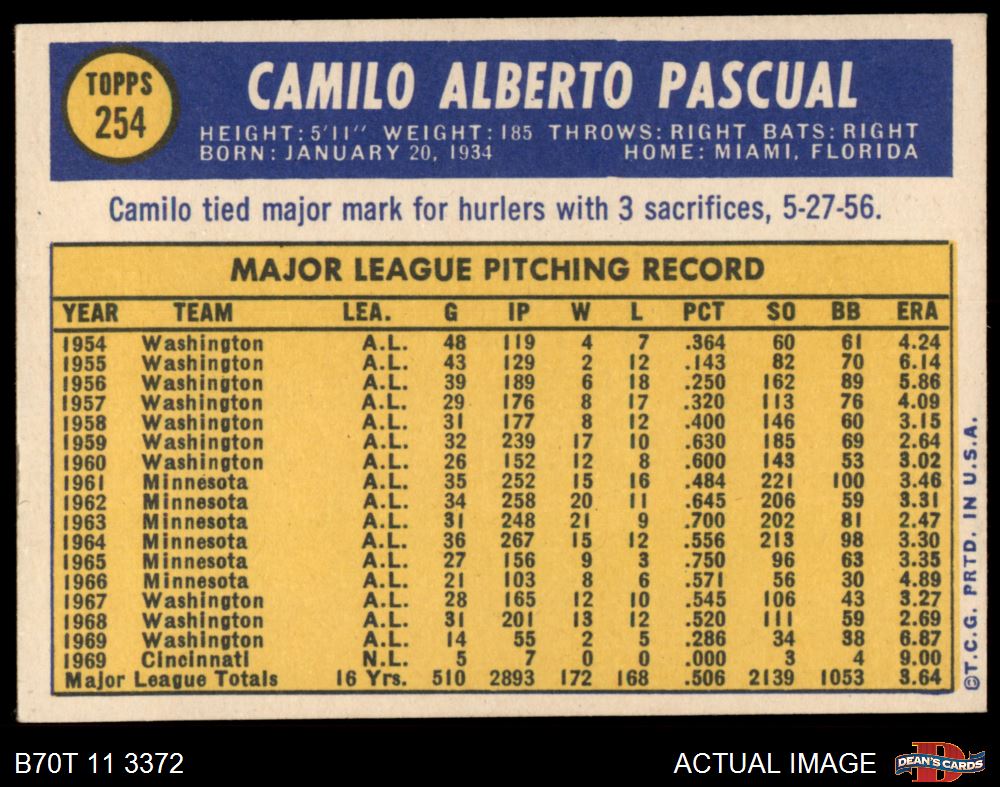 TOPPS
254
CAMILO ALBERTO PASCUAL
HEIGHT: 5'11" WEIGHT: 185 THROWS: RIGHT BATS: RIGHT
BORN: JANUARY 20, 1934 HOME: MIAMI, FLORIDA
Camilo tied major mark for hurlers with 3 sacrifices, 5-27-56.
MAJOR LEAGUE PITCHING RECORD
YEAR TEAM LEA. G IP W L PCT SO BB ERA
1954 Washington A.L. 48 119 4 7 .364 60 61 4.24
1955 Washington A.L. 43 129 2 12 .143 82 70 6.14
1956 Washington A.L. 39 189 6 18 .250 162 89 5.86
1957 Washington A.L. 29 176 8 17 .320 113 76 4.09
1958 Washington A.L. 31 177 8 12 .400 146 60 3.15
1959 Washington A.L. 32 239 17 10 .630 185 69 2.64
1960 Washington A.L. 26 152 12 8 .600 143 53 3.02
1961 Minnesota A.L. 35 252 15 16 .484 221 100 3.46
1962 Minnesota A.L. 34 258 20 11 .645 206 59 3.31
1963 Minnesota A.L. 31 248 21 9 .700 202 81 2.47
1964 Minnesota A.L. 36 267 15 12 .556 213 98 3.30
1965 Minnesota A.L. 27 156 9 3 .750 96 63 3.35
1966 Minnesota A.L. 21 103 8 6 .571 56 30 4.89
1967 Washington A.L. 28 165 12 10 .545 106 43 3.27
1968 Washington A.L. 31 201 13 12 .520 111 59 2.69
1969 Washington A.L. 14 55 2 5 .286 34 38 6.87
1969 Cincinnati N.L. 5 7 0 0 .000 3 4 9.00
Major League Totals 16 Yrs. 510 2893 172 168 .506 2139 1053 3.64
©T.C.G. PRTD. IN U.S.A.
B70T 11 3372
ACTUAL IMAGE
DEAN'S CARDS